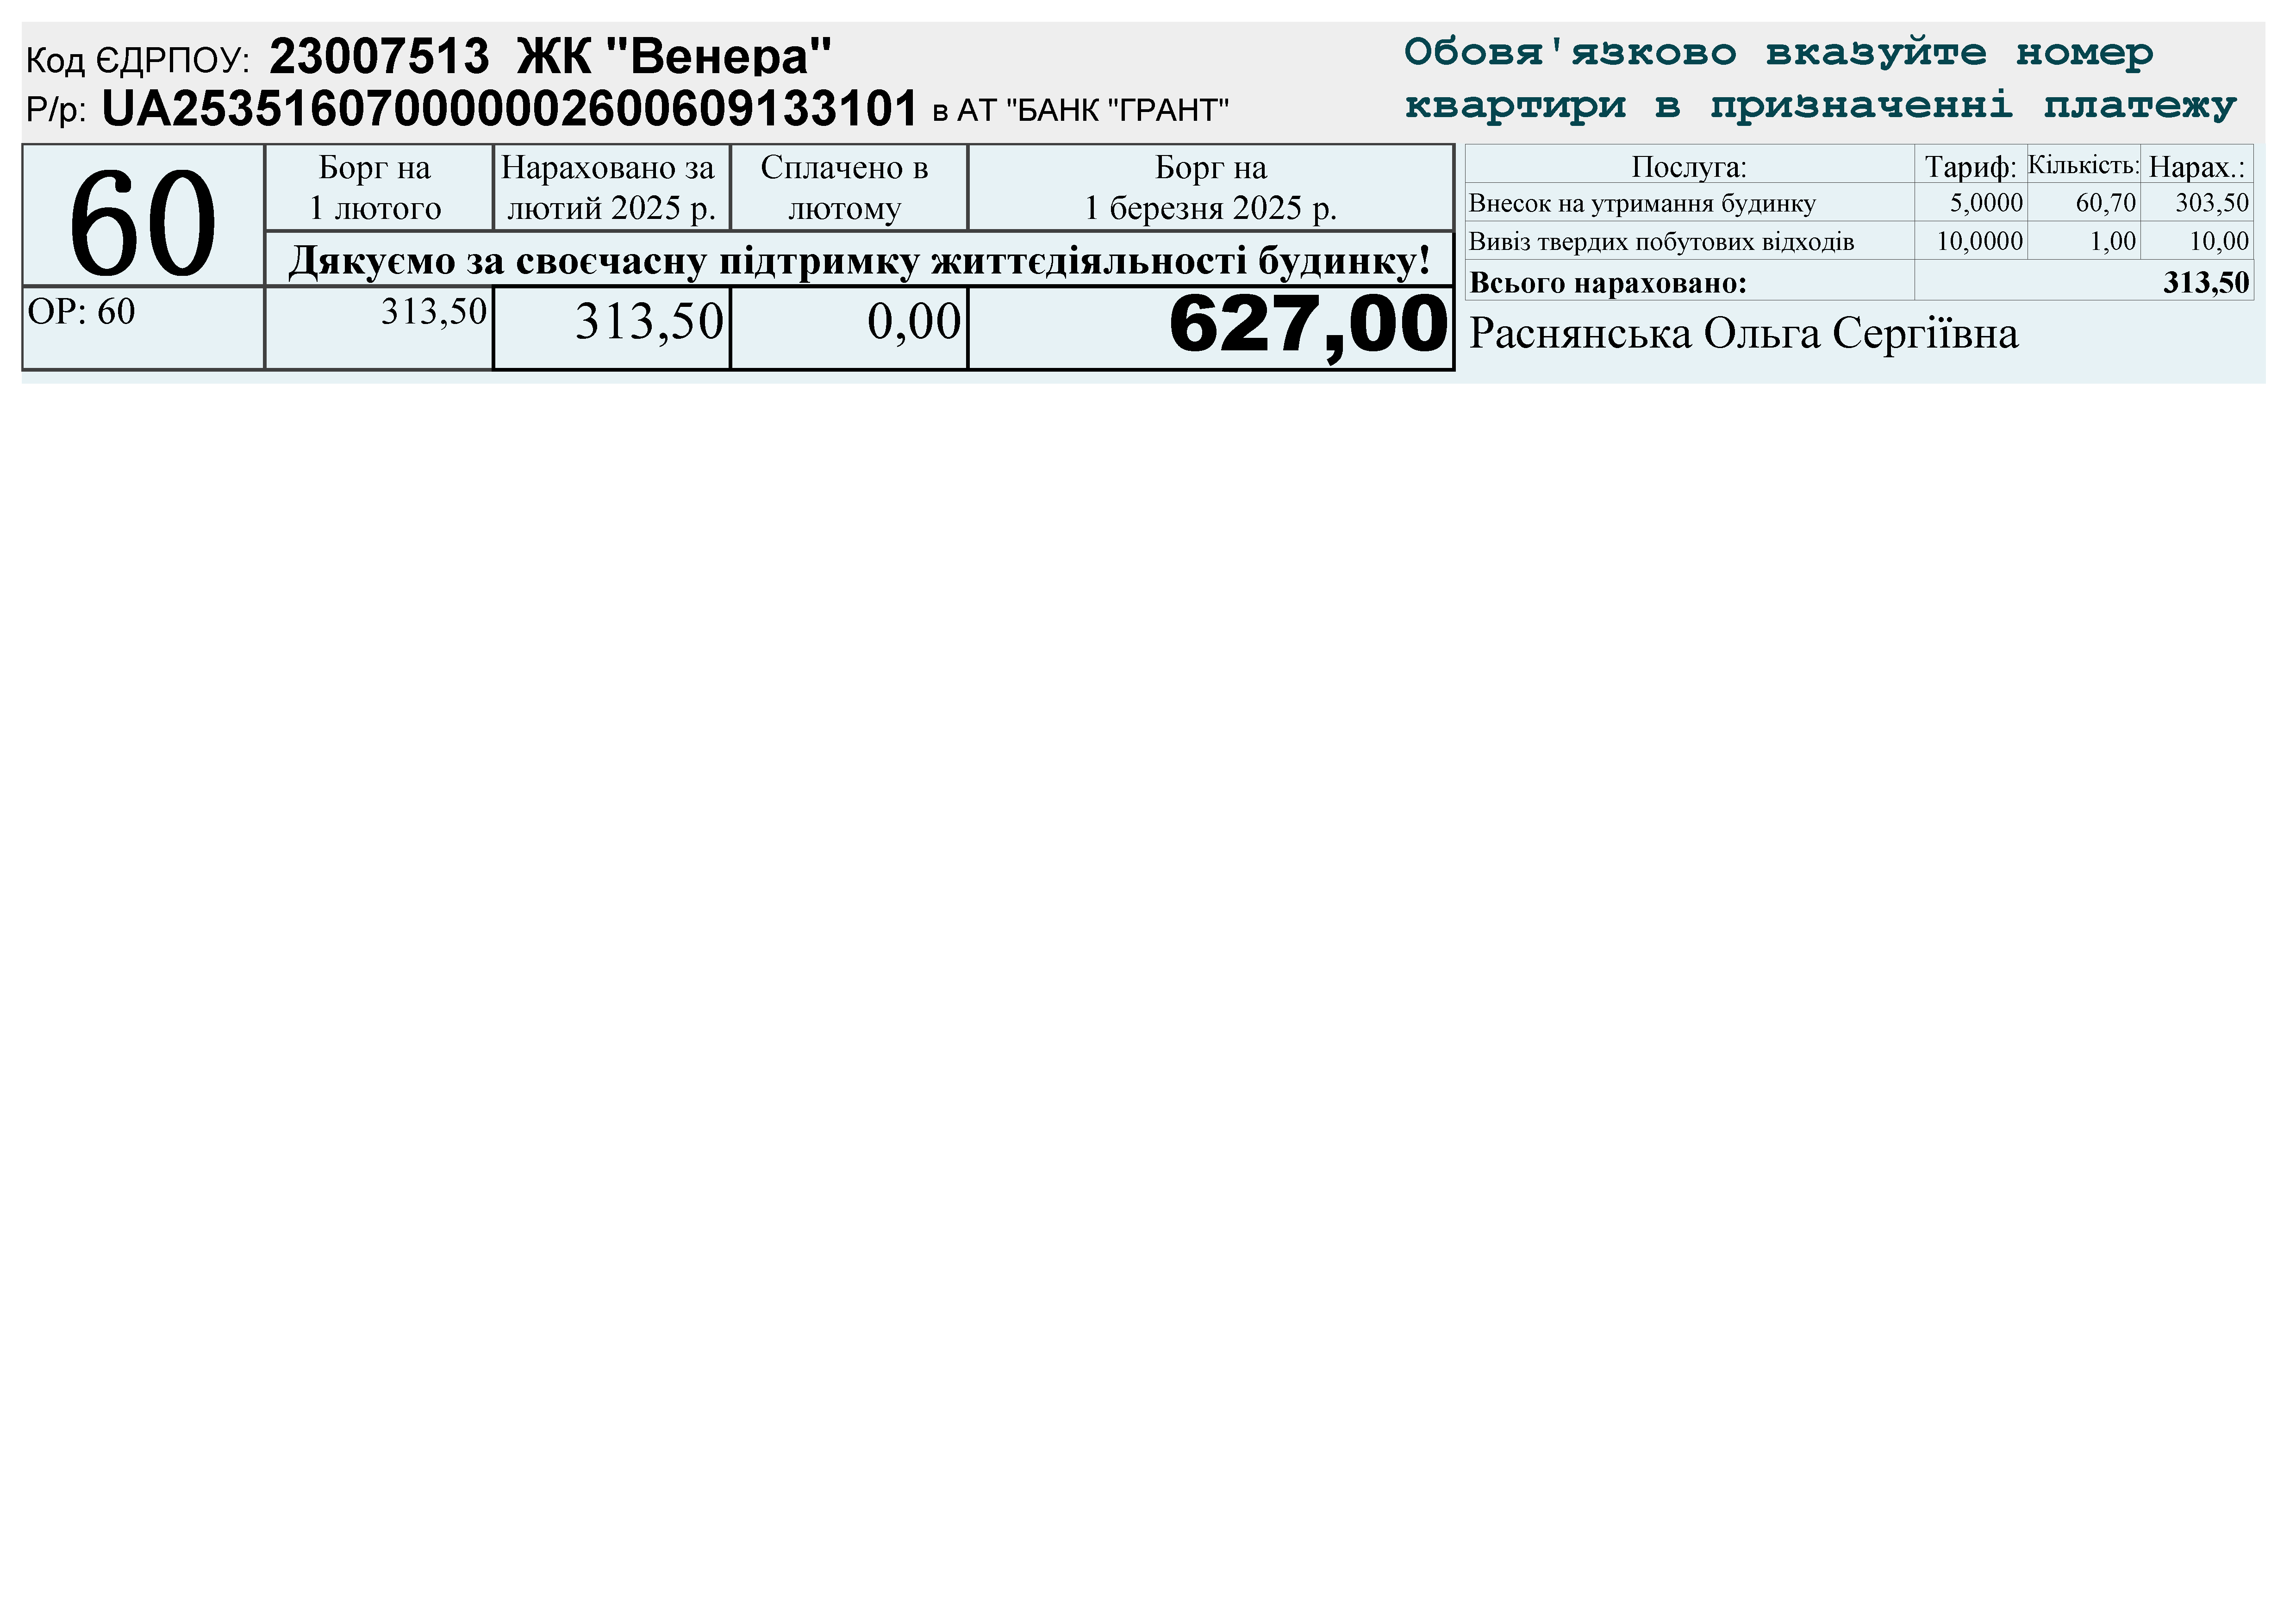 Код ЄДРПОУ: 23007513 ЖК "Венера"
Р/р: UA253516070000002600609133101 в АТ "БАНК "ГРАНТ"
Обовя'язково вказуйте номер
квартири в призначенні платежу
60
Борг на
1 лютого
Нараховано за
лютий 2025 р.
Сплачено в
лютому
Борг на
1 березня 2025 р.
Дякуємо за своєчасну підтримку життєдіяльності будинку!
ОР: 60 313,50 313,50 0,00 627,00
Послуга: Тариф: Кількість: Нарах.:
Внесок на утримання будинку 5,0000 60,70 303,50
Вивіз твердих побутових відходів 10,0000 1,00 10,00
Всього нараховано: 313,50
Раснянська Ольга Сергіївна